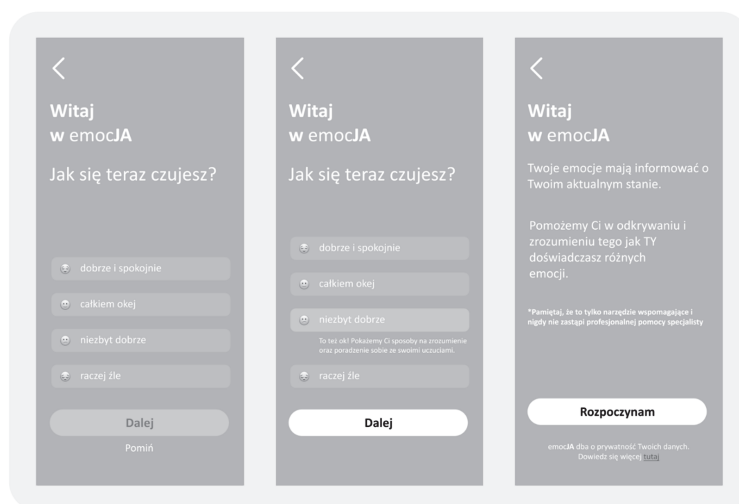 Witaj
w emocJA
Jak się teraz czujesz?
dobrze i spokojnie
całkiem okej
niezbyt dobrze
raczej źle
Dalej
Pomiń
Witaj
w emocJA
Jak się teraz czujesz?
dobrze i spokojnie
całkiem okej
niezbyt dobrze
To też ok! Pokażemy Ci sposoby na zrozumienie
oraz poradzenie sobie ze swoimi uczuciami.
raczej źle
Dalej
Witaj
w emocJA
Twoje emocje mają informować o
Twoim aktualnym stanie.
Pomożemy Ci w odkrywaniu i
zrozumieniu tego jak TY
doświadczasz różnych
emocji.
*Pamiętaj, że to tylko narzędzie wspomagające i
nigdy nie zastąpi profesjonalnej pomocy specjalisty
Rozpoczynam
emocJA dba o prywatność Twoich danych.
Dowiedz się więcej tutaj